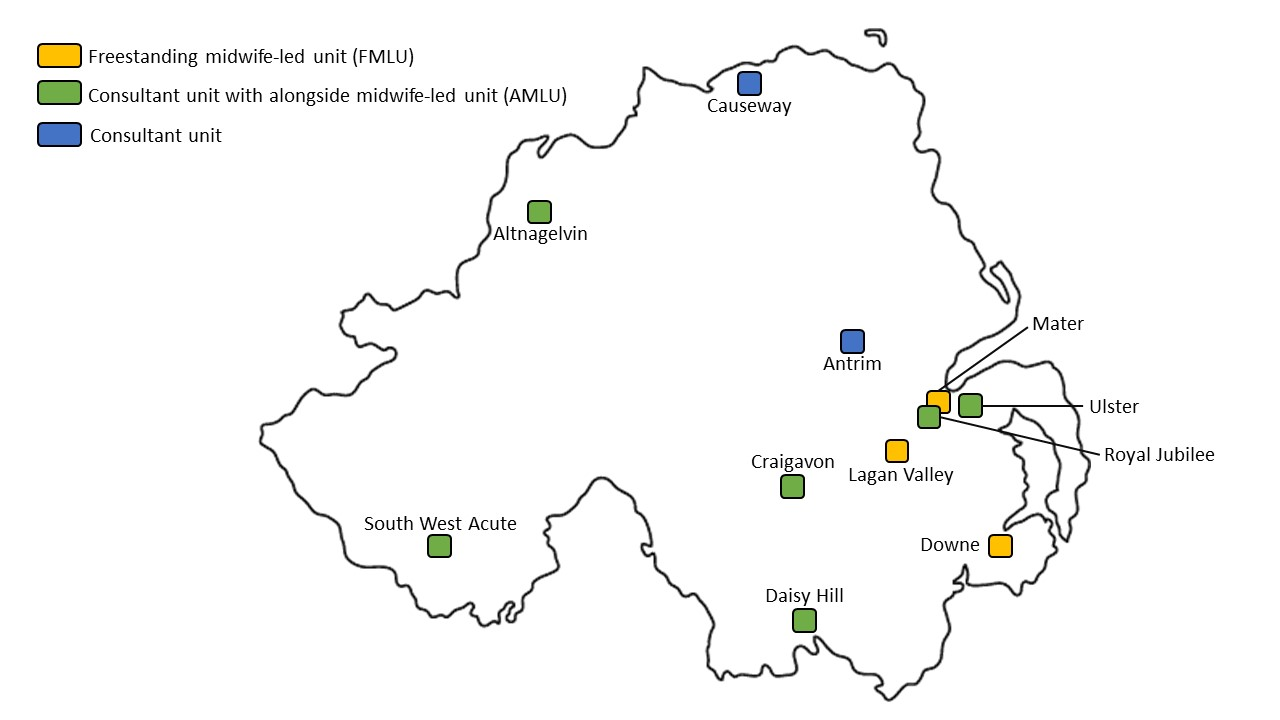 Freestanding midwife-led unit (FMLU)
Consultant unit with alongside midwife-led unit (AMLU)
Consultant unit
Causeway
Altnagelvin
Mater
Antrim
Ulster
Royal Jubilee
Craigavon
Lagan Valley
South West Acute
Downe
Daisy Hill